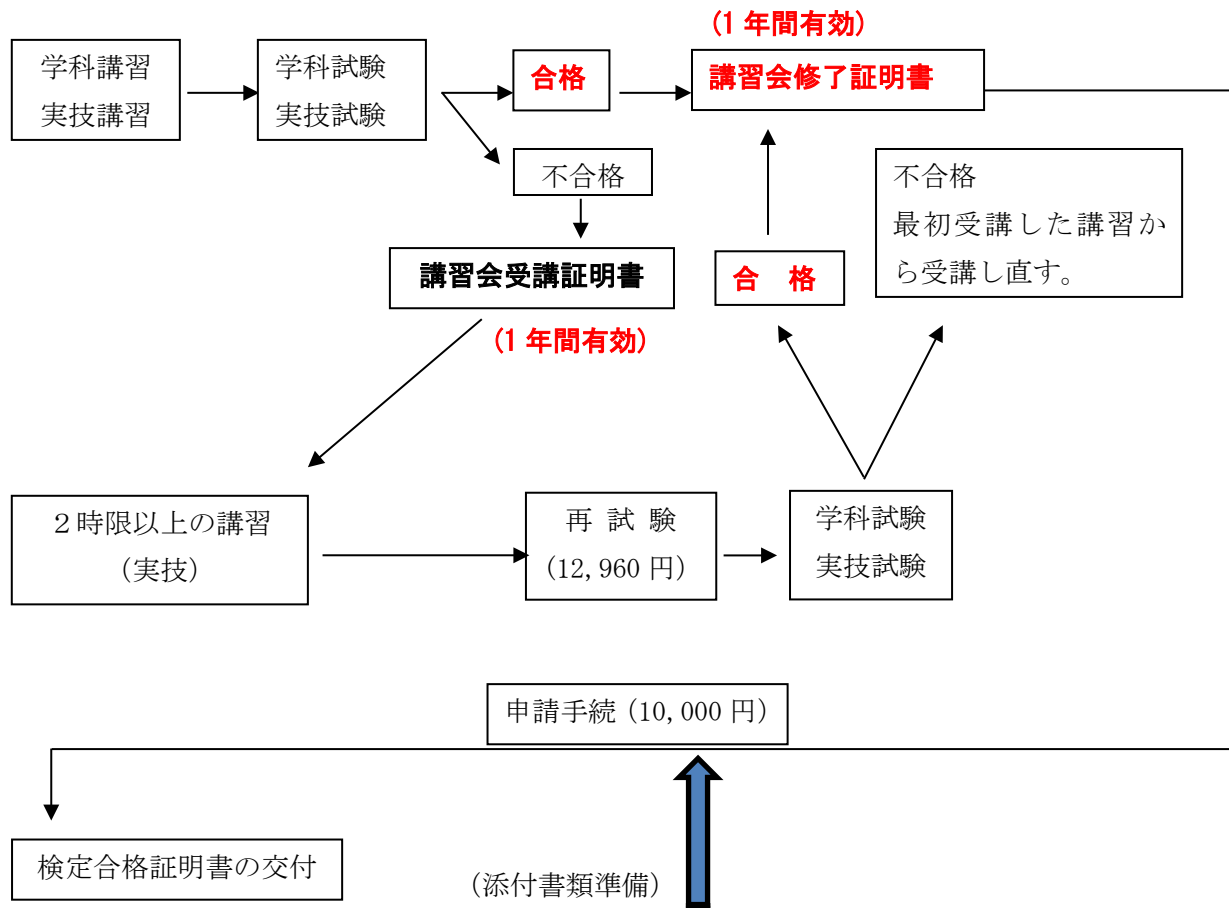 (1 年間有効)
学科講習
実技講習
学科試験
実技試験
合格
講習会修了証明書
不合格
不合格
最初受講した講習か
ら受講し直す。
講習会受講証明書
合　格
(1 年間有効)
２時限以上の講習
（実技）
再 試 験
（12,960 円）
学科試験
実技試験
申請手続（10,000 円）
検定合格証明書の交付
（添付書類準備）